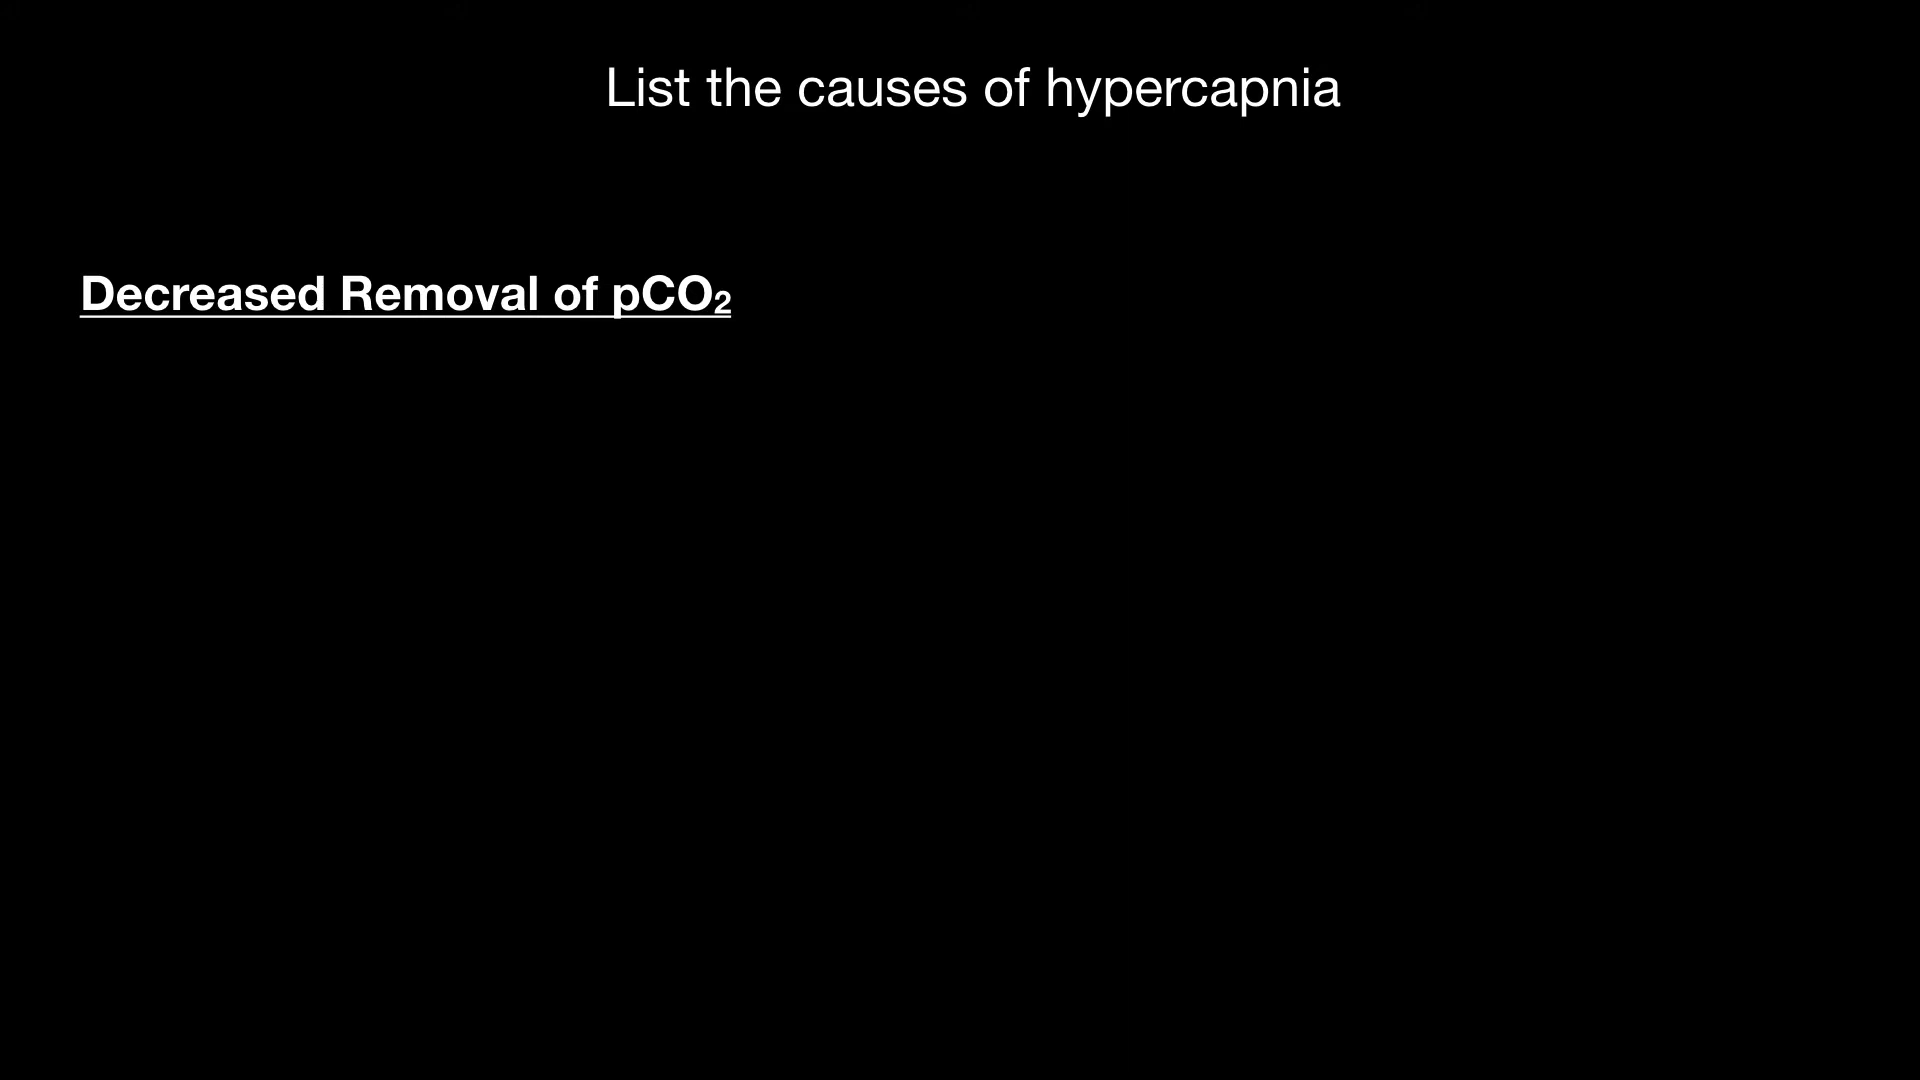 List the causes of hypercapnia
Decreased Removal of pCO₂